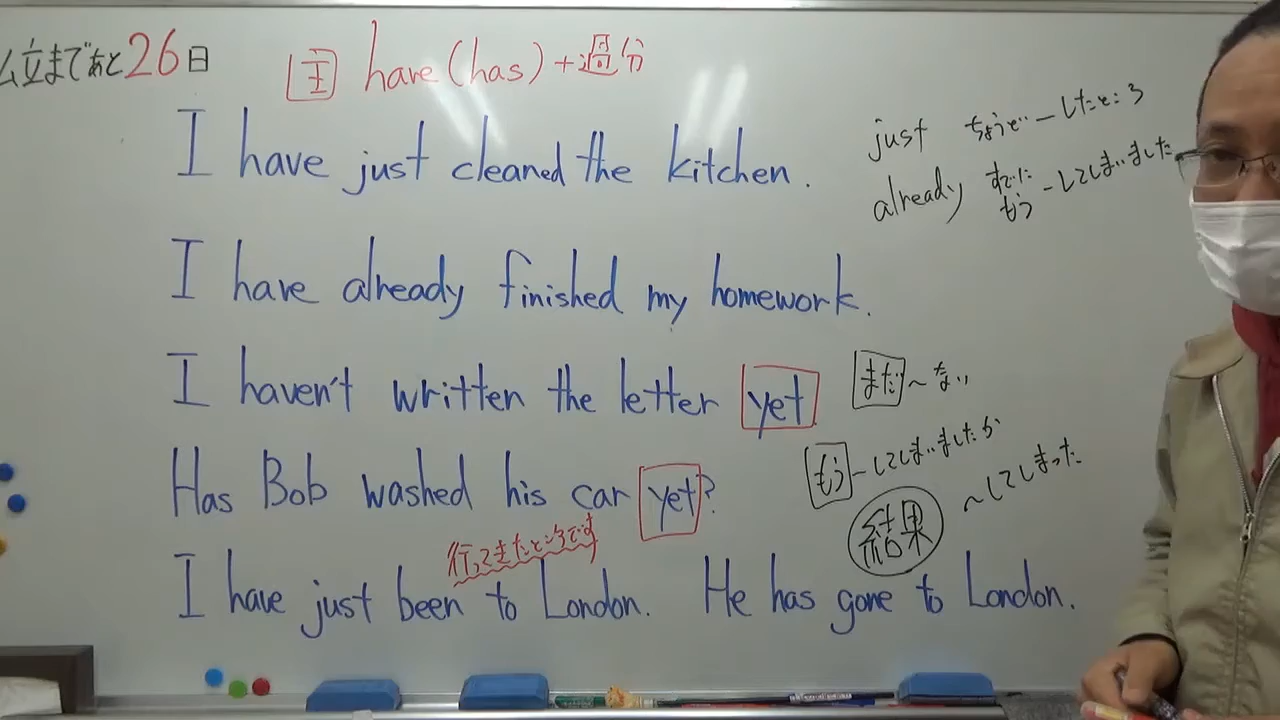 ム立まであと26日
主 have (has) + 過分
I have just cleaned the kitchen.
just ちょうど―したところ
already すでに もう ―してしまいました
I have already finished my homework.
I haven't written the letter yet
まだ～ない
Has Bob washed his car yet?
もう―してしまいましたか
結果 ～してしまった
行ってきたところです
I have just been to London. He has gone to London.